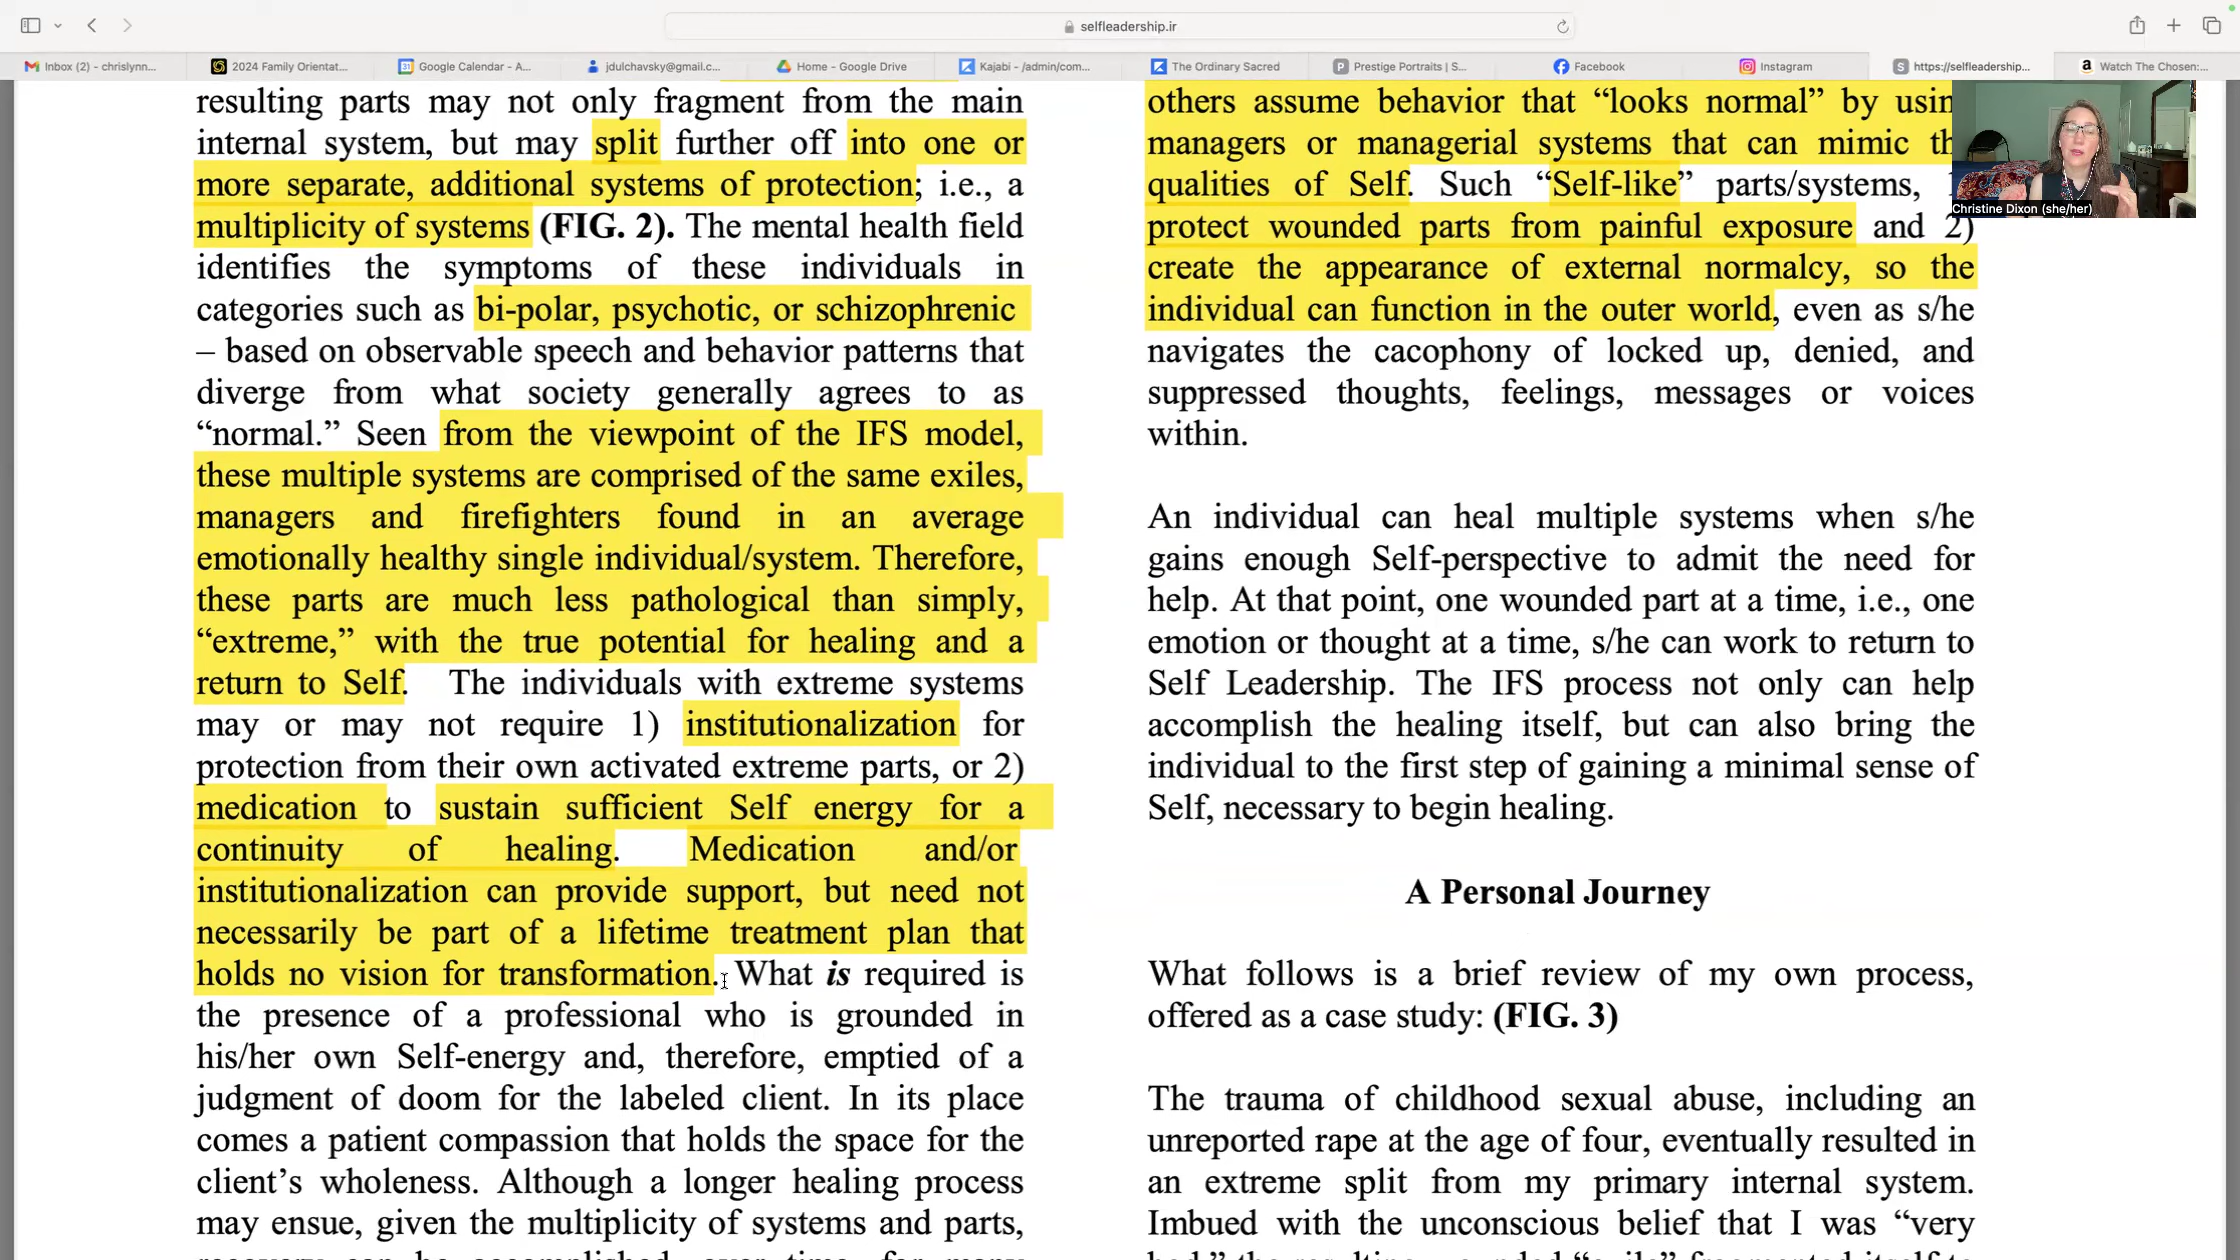 selfleadership.ir
Inbox (2) - chrislynn...
2024 Family Orientat...
Google Calendar - A...
jdulchavsky@gmail.c...
Home - Google Drive
Kajabi - /admin/com...
The Ordinary Sacred
Prestige Portraits | S...
Facebook
Instagram
https://selfleadership...
Watch The Chosen:...
resulting parts may not only fragment from the main
internal system, but may split further off into one or
more separate, additional systems of protection; i.e., a
multiplicity of systems (FIG. 2). The mental health field
identifies the symptoms of these individuals in
categories such as bi-polar, psychotic, or schizophrenic
– based on observable speech and behavior patterns that
diverge from what society generally agrees to as
“normal.” Seen from the viewpoint of the IFS model,
these multiple systems are comprised of the same exiles,
managers and firefighters found in an average
emotionally healthy single individual/system. Therefore,
these parts are much less pathological than simply,
“extreme,” with the true potential for healing and a
return to Self. The individuals with extreme systems
may or may not require 1) institutionalization for
protection from their own activated extreme parts, or 2)
medication to sustain sufficient Self energy for a
continuity of healing. Medication and/or
institutionalization can provide support, but need not
necessarily be part of a lifetime treatment plan that
holds no vision for transformation. What is required is
the presence of a professional who is grounded in
his/her own Self-energy and, therefore, emptied of a
judgment of doom for the labeled client. In its place
comes a patient compassion that holds the space for the
client’s wholeness. Although a longer healing process
may ensue, given the multiplicity of systems and parts,
others assume behavior that “looks normal” by
managers or managerial systems that can mimic
qualities of Self. Such “Self-like” parts/systems,
protect wounded parts from painful exposure and 2)
create the appearance of external normalcy, so the
individual can function in the outer world, even as s/he
navigates the cacophony of locked up, denied, and
suppressed thoughts, feelings, messages or voices
within.
An individual can heal multiple systems when s/he
gains enough Self-perspective to admit the need for
help. At that point, one wounded part at a time, i.e., one
emotion or thought at a time, s/he can work to return to
Self Leadership. The IFS process not only can help
accomplish the healing itself, but can also bring the
individual to the first step of gaining a minimal sense of
Self, necessary to begin healing.
A Personal Journey
What follows is a brief review of my own process,
offered as a case study: (FIG. 3)
The trauma of childhood sexual abuse, including an
unreported rape at the age of four, eventually resulted in
an extreme split from my primary internal system.
Imbued with the unconscious belief that I was “very
Christine Dixon (she/her)